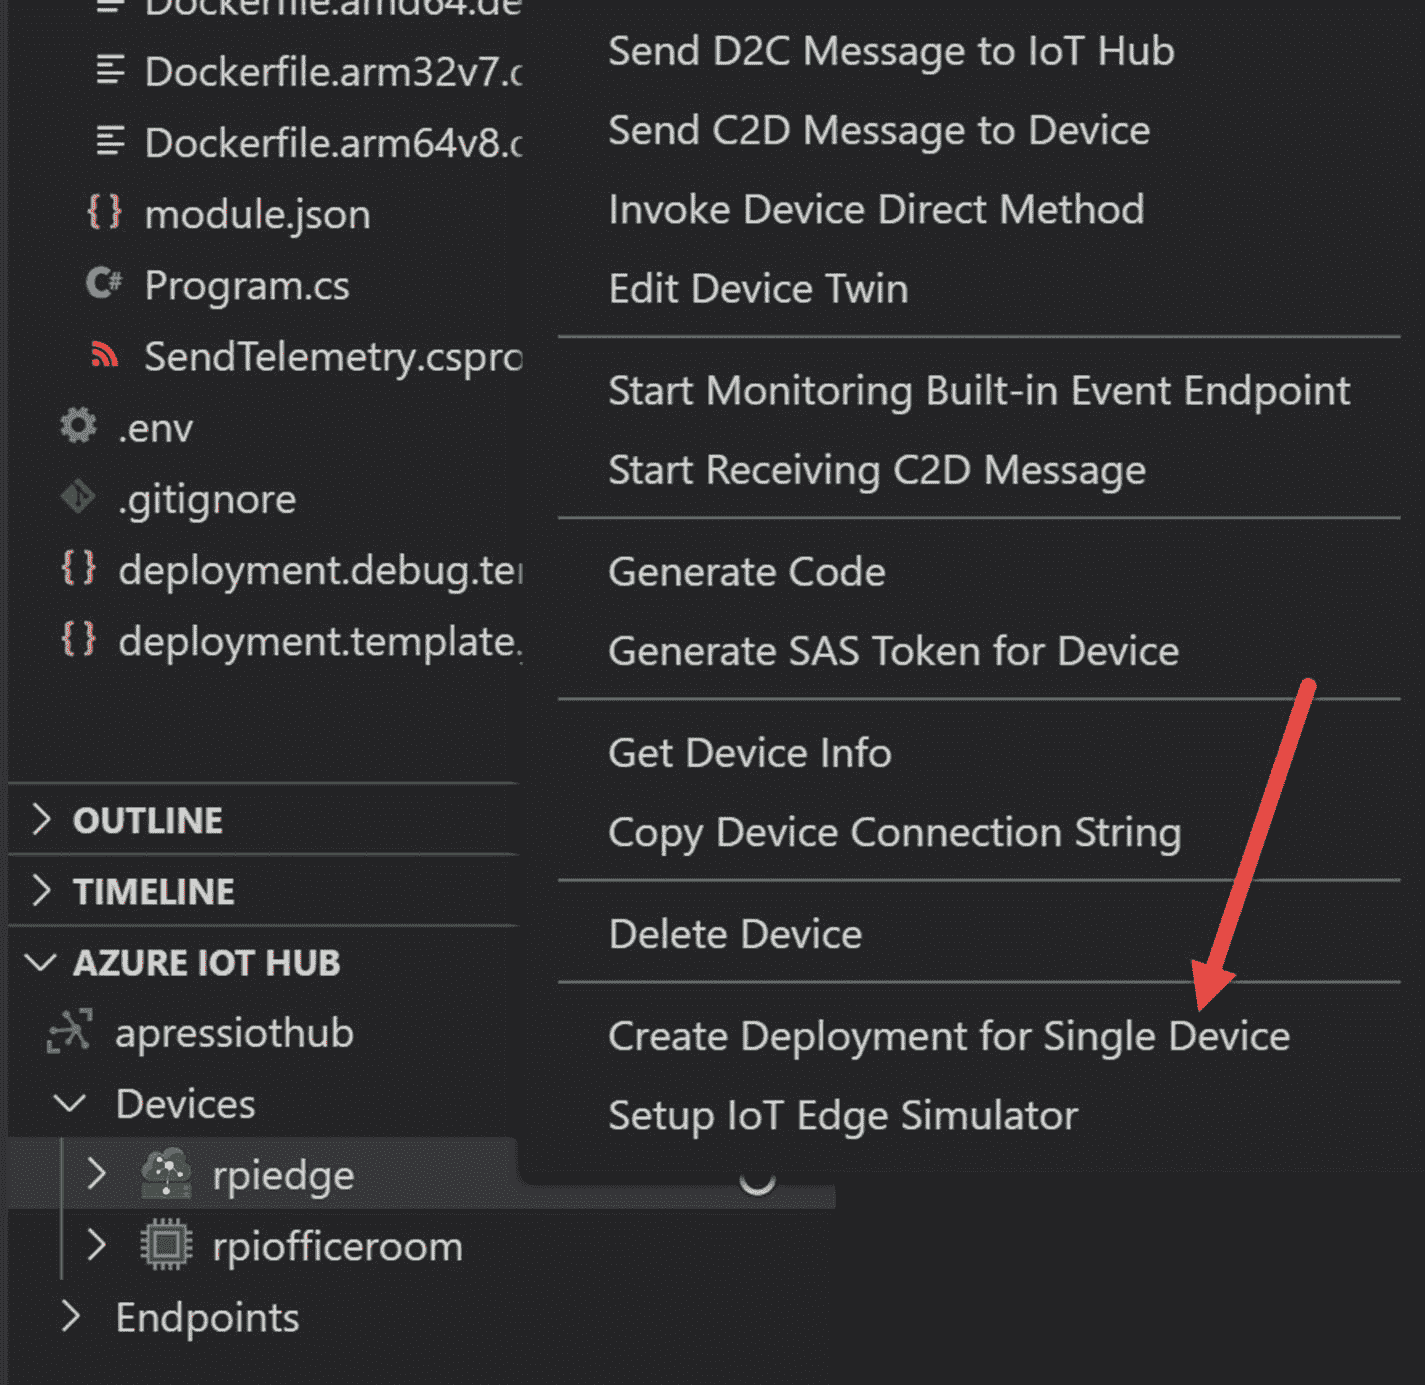 Dockerfile.amd64.de
Dockerfile.arm32v7.
Dockerfile.arm64v8.
{} module.json
C# Program.cs
SendTelemetry.cspro
.env
.gitignore
{} deployment.debug.te
{} deployment.template.
OUTLINE
TIMELINE
AZURE IOT HUB
apressiothub
Devices
rpiedge
rpiofficeroom
Endpoints
Send D2C Message to IoT Hub
Send C2D Message to Device
Invoke Device Direct Method
Edit Device Twin
Start Monitoring Built-in Event Endpoint
Start Receiving C2D Message
Generate Code
Generate SAS Token for Device
Get Device Info
Copy Device Connection String
Delete Device
Create Deployment for Single Device
Setup IoT Edge Simulator